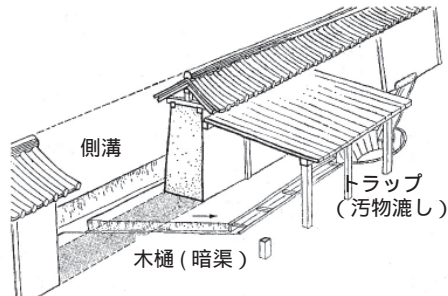 側溝
トラップ
（汚物漉し）
木樋（暗渠）